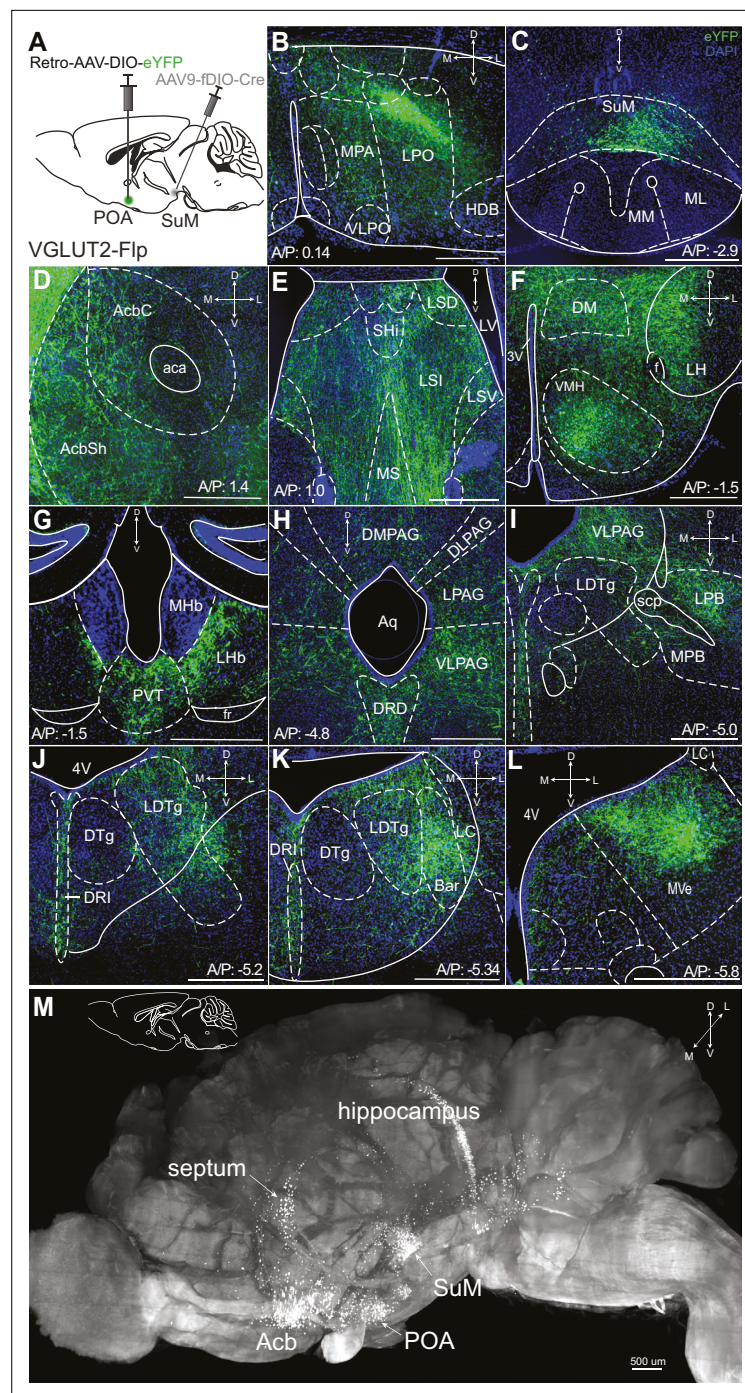 A
Retro-AAV-DIO-eYFP
AAV9-fDIO-Cre
POA
SuM
VGLUT2-Flp
B
D
M
L
V
MPA
LPO
VLPO
HDB
A/P: 0.14
C
eYFP
DAPI
D
V
SuM
MM
ML
A/P: -2.9
D
D
M
L
V
AcbC
aca
AcbSh
A/P: 1.4
E
D
V
LSD
LV
SHi
LSI
LSV
MS
A/P: 1.0
F
D
M
L
V
DM
3V
f
LH
VMH
A/P: -1.5
G
D
V
MHb
LHb
PVT
fr
A/P: -1.5
H
D
V
DMPAG
DLPAG
LPAG
Aq
VLPAG
DRD
A/P: -4.8
I
D
M
L
V
VLPAG
LDTg
scp
LPB
MPB
A/P: -5.0
J
4V
D
M
L
V
LDTg
DTg
DRI
A/P: -5.2
K
D
M
L
V
DRI
DTg
LDTg
LC
Bar
A/P: -5.34
L
D
M
L
V
LC
4V
MVe
A/P: -5.8
M
D
L
M
V
hippocampus
septum
SuM
Acb
POA
500 um